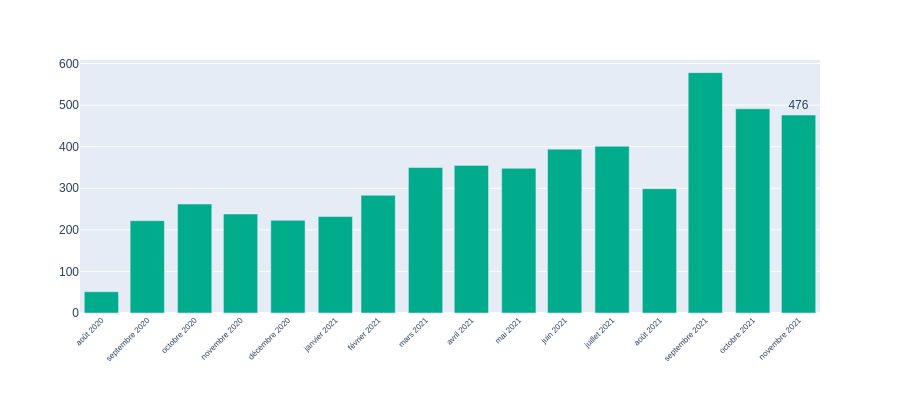 600
500
400
300
200
100
0
476
août 2020
septembre 2020
octobre 2020
novembre 2020
décembre 2020
janvier 2021
février 2021
mars 2021
avril 2021
mai 2021
juin 2021
juillet 2021
août 2021
septembre 2021
octobre 2021
novembre 2021